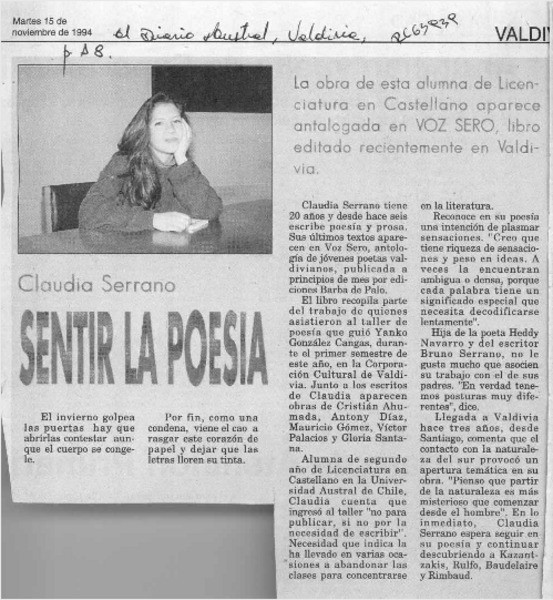 Martes 15 de
noviembre de 1994
El Diario Austral, Valdivia,
p A8.
VALDIV
La obra de esta alumna de Licen-
ciatura en Castellano aparece
antalogada en VOZ SERO, libro
editado recientemente en Valdi-
via.
Claudia Serrano
SENTIR LA POESIA
El invierno golpea
las puertas hay que
abrirlas contestar aun-
que el cuerpo se conge-
le.
Por fin, como una
condena, viene el cao a
rasgar este corazón de
papel y dejar que las
letras lloren su tinta.
Claudia Serrano tiene
20 años y desde hace seis
escribe poesía y prosa.
Sus últimos textos apare-
cen en Voz Sero, antolo-
gía de jóvenes poetas val-
divianos, publicada a
principios de mes por edi-
ciones Barba de Palo.
El libro recopila parte
del trabajo de quienes
asistieron al taller de
poesía que guió Yanko
González Cangas, duran-
te el primer semestre de
este año, en la Corpora-
ción Cultural de Valdi-
via. Junto a los escritos
de Claudia aparecen
obras de Cristián Ahu-
mada, Antony Díaz,
Mauricio Gómez, Víctor
Palacios y Gloria Santa-
na.
Alumna de segundo
año de Licenciatura en
Castellano en la Univer-
sidad Austral de Chile,
Claudia cuenta que
ingresó al taller "no para
publicar, si no por la
necesidad de escribir".
Necesidad que indica la
ha llevado en varias oca-
siones a abandonar las
clases para concentrarse
en la literatura.
Reconoce en su poesía
una intención de plasmar
sensaciones. "Creo que
tiene riqueza de sensacio-
nes y peso en ideas. A
veces la encuentran
ambigua o densa, porque
cada palabra tiene un
significado especial que
necesita decodificarse
lentamente".
Hija de la poeta Heddy
Navarro y del escritor
Bruno Serrano, no le
gusta mucho que asocien
su trabajo con el de sus
padres. "En verdad tene-
mos posturas muy dife-
rentes", dice.
Llegada a Valdivia
hace tres años, desde
Santiago, comenta que el
contacto con la naturale-
za del sur provocó un
apertura temática en su
obra. "Pienso que partir
de la naturaleza es más
misterioso que comenzar
desde el hombre". En lo
inmediato, Claudia
Serrano espera seguir en
su poesía y continuar
descubriendo a Kazant-
zakis, Rulfo, Baudelaire
y Rimbaud.